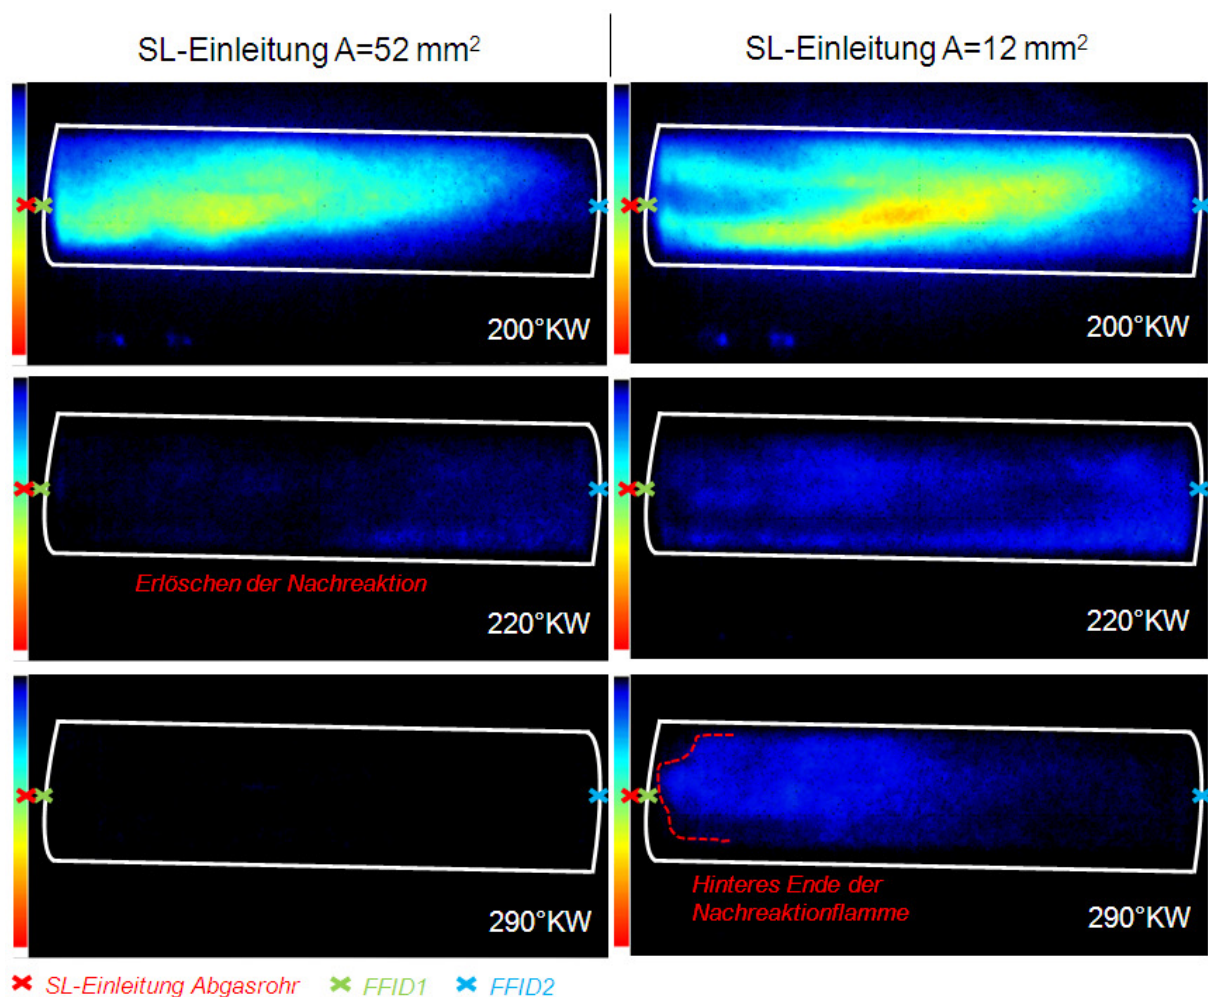 SL-Einleitung A=52 mm²
SL-Einleitung A=12 mm²
200°KW
200°KW
Erlöschen der Nachreaktion
220°KW
220°KW
290°KW
Hinteres Ende der
Nachreaktionflamme
290°KW
SL-Einleitung Abgasrohr
FFID1
FFID2